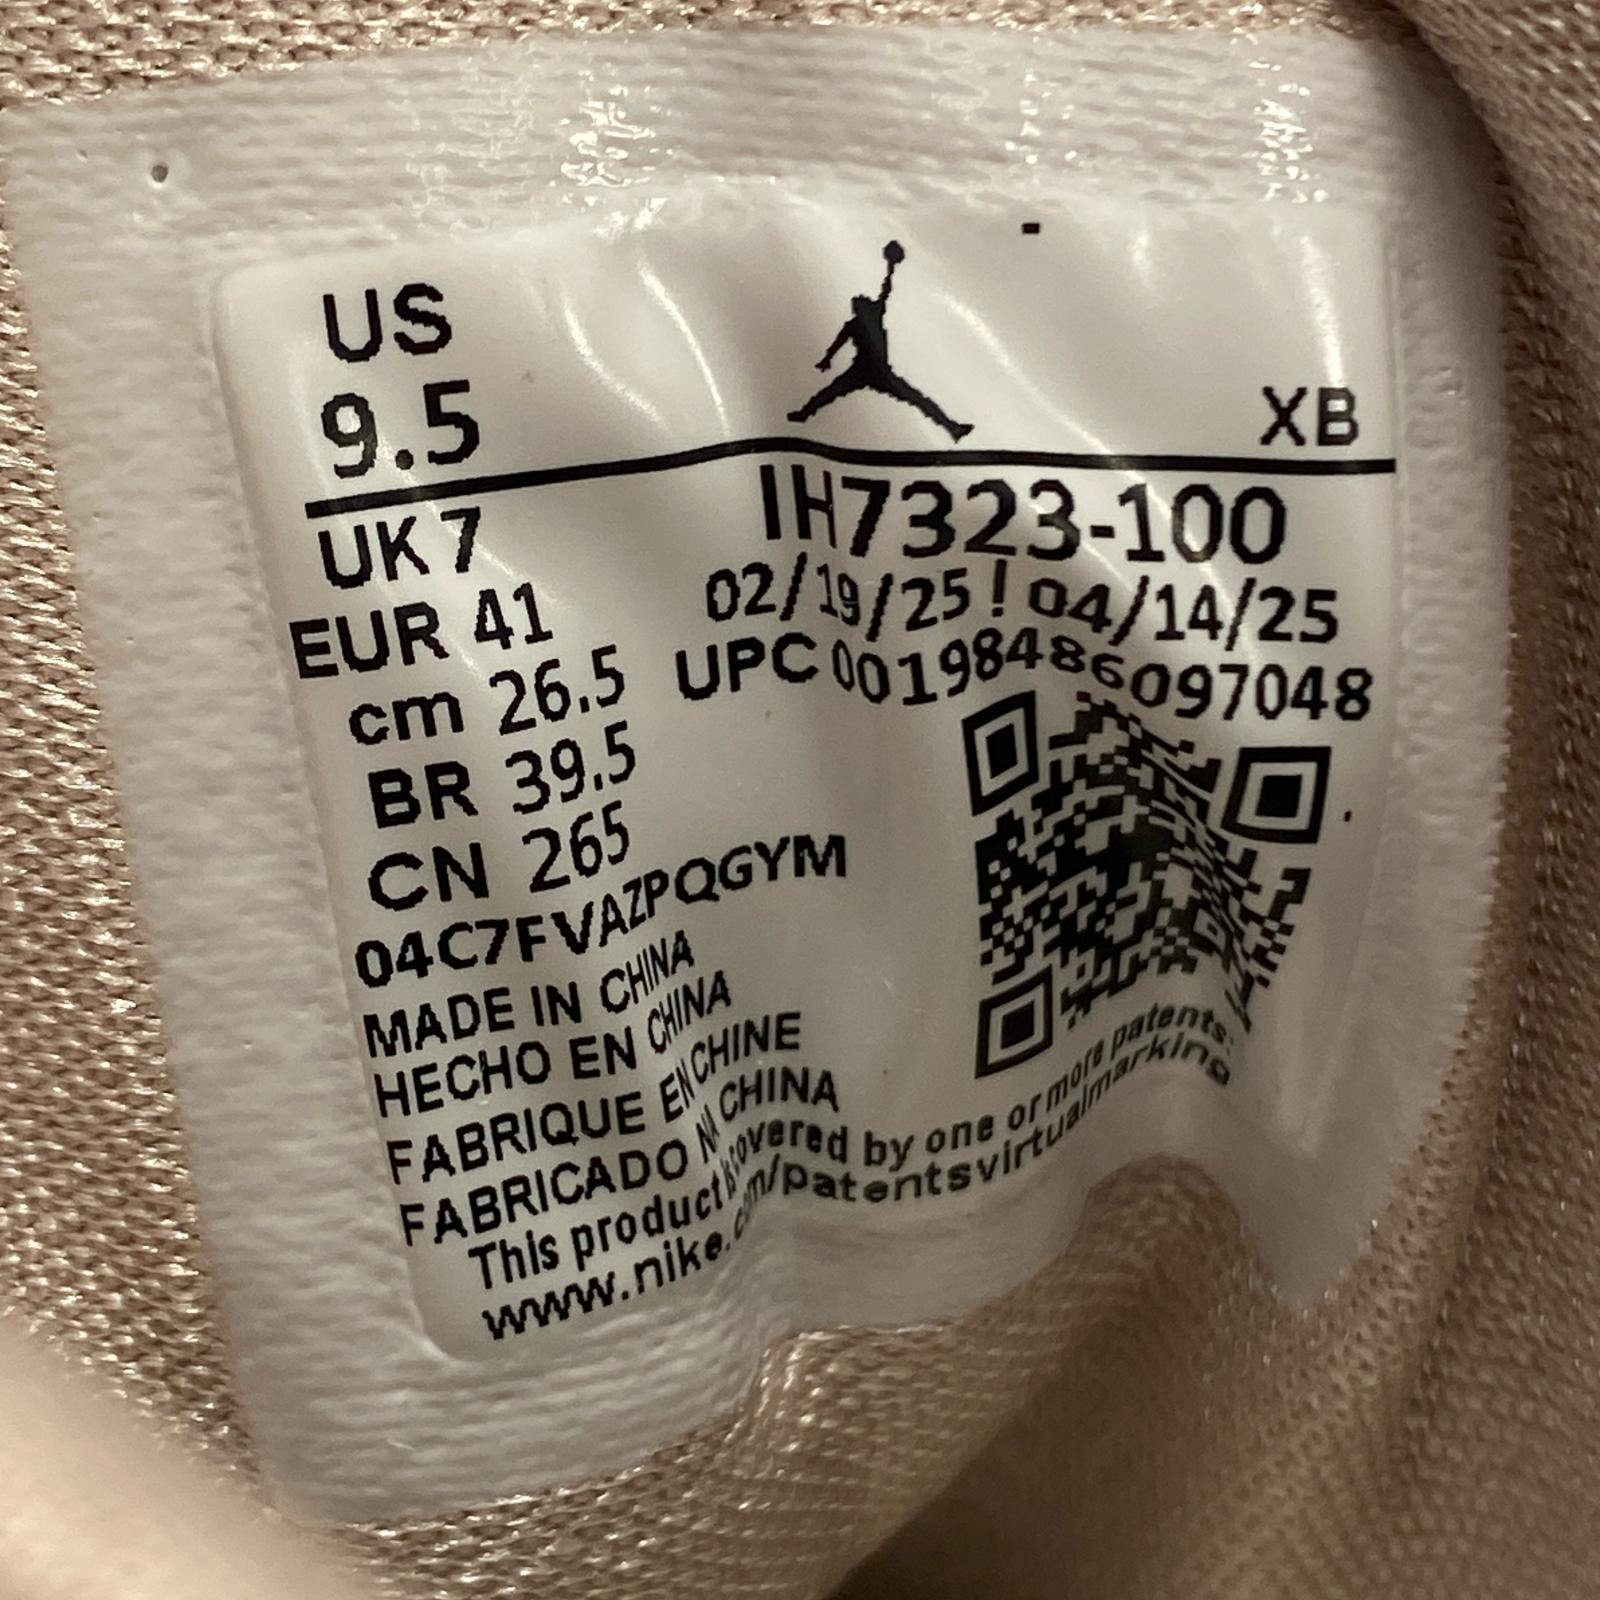 US
9.5
XB
UK 7
IH7323-100
EUR 41
02/19/25 ! 04/14/25
cm 26.5
UPC 00198486097048
BR 39.5
CN 265
04C7FVAZPQGYM
MADE IN CHINA
HECHO EN CHINA
FABRIQUE EN CHINE
FABRICADO NA CHINA
This product is covered by one or more patents:
www.nike.com/patentsvirtualmarking